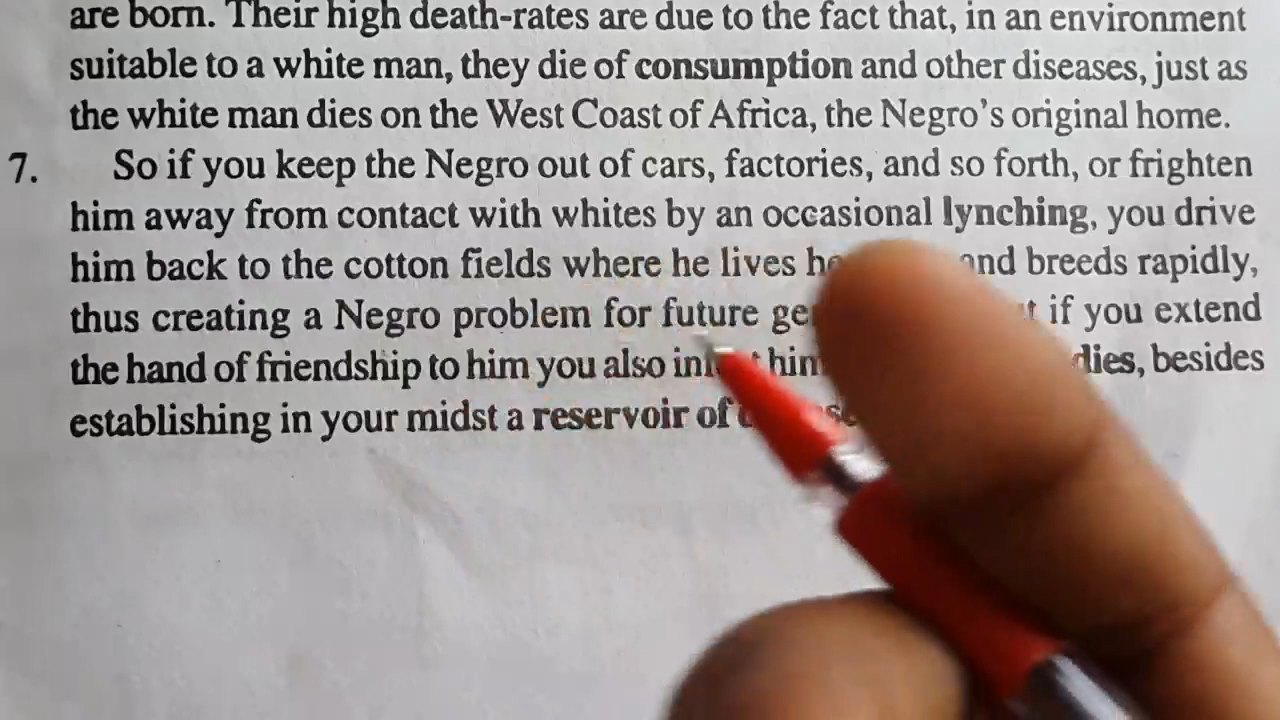 are born. Their high death-rates are due to the fact that, in an environment
suitable to a white man, they die of consumption and other diseases, just as
the white man dies on the West Coast of Africa, the Negro's original home.
7. So if you keep the Negro out of cars, factories, and so forth, or frighten
him away from contact with whites by an occasional lynching, you drive
him back to the cotton fields where he lives and breeds rapidly,
thus creating a Negro problem for future if you extend
the hand of friendship to him you also him besides
establishing in your midst a reservoir of